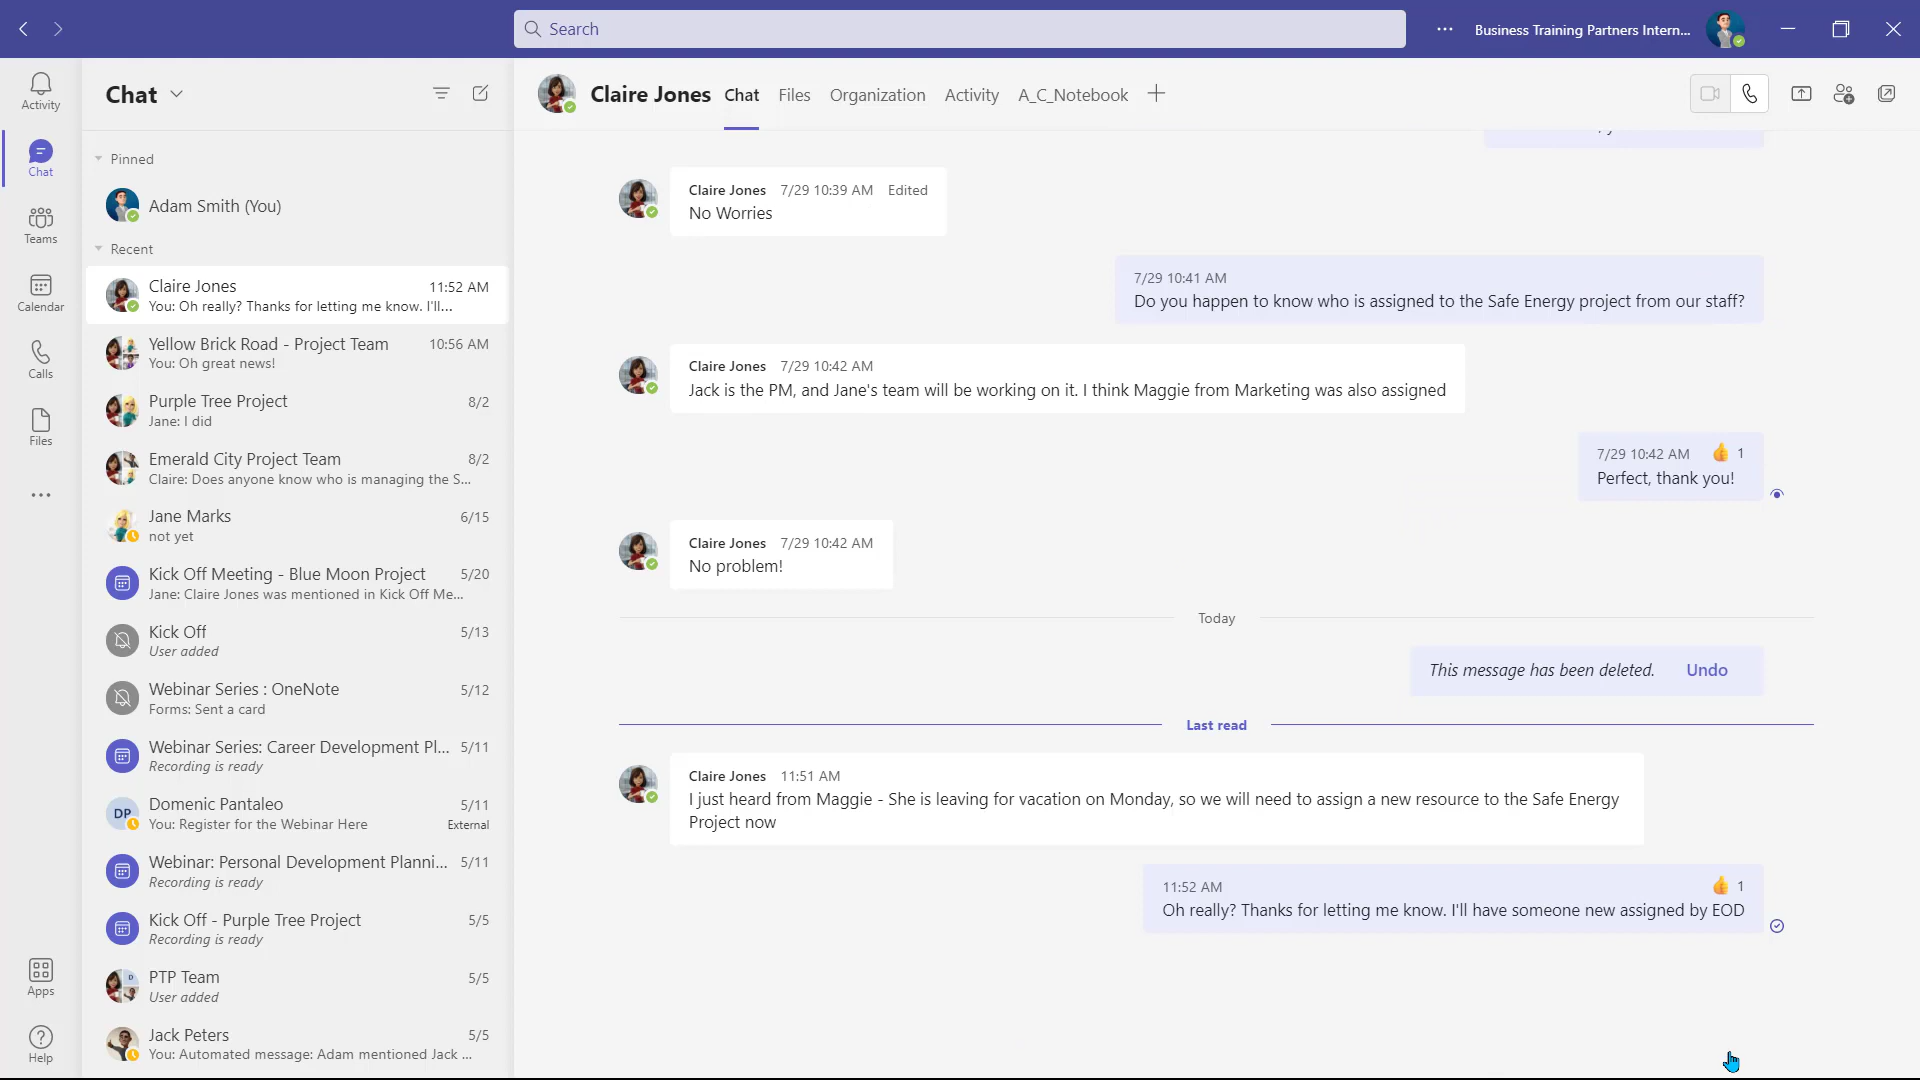 Search
Business Training Partners Intern...
Activity
Chat
Teams
Calendar
Calls
Files
Apps
Help
Chat
Pinned
Adam Smith (You)
Recent
Claire Jones 11:52 AM
You: Oh really? Thanks for letting me know. I'll...
Yellow Brick Road - Project Team 10:56 AM
You: Oh great news!
Purple Tree Project 8/2
Jane: I did
Emerald City Project Team 8/2
Claire: Does anyone know who is managing the S...
Jane Marks 6/15
not yet
Kick Off Meeting - Blue Moon Project 5/20
Jane: Claire Jones was mentioned in Kick Off Me...
Kick Off 5/13
User added
Webinar Series : OneNote 5/12
Forms: Sent a card
Webinar Series: Career Development Pl... 5/11
Recording is ready
DP
Domenic Pantaleo 5/11
You: Register for the Webinar Here External
Webinar: Personal Development Planni... 5/11
Recording is ready
Kick Off - Purple Tree Project 5/5
Recording is ready
D
PTP Team 5/5
User added
Jack Peters 5/5
You: Automated message: Adam mentioned Jack ...
Claire Jones Chat Files Organization Activity A_C_Notebook
Claire Jones 7/29 10:39 AM Edited
No Worries
7/29 10:41 AM
Do you happen to know who is assigned to the Safe Energy project from our staff?
Claire Jones 7/29 10:42 AM
Jack is the PM, and Jane's team will be working on it. I think Maggie from Marketing was also assigned
7/29 10:42 AM 1
Perfect, thank you!
Claire Jones 7/29 10:42 AM
No problem!
Today
This message has been deleted. Undo
Last read
Claire Jones 11:51 AM
I just heard from Maggie - She is leaving for vacation on Monday, so we will need to assign a new resource to the Safe Energy
Project now
11:52 AM 1
Oh really? Thanks for letting me know. I'll have someone new assigned by EOD